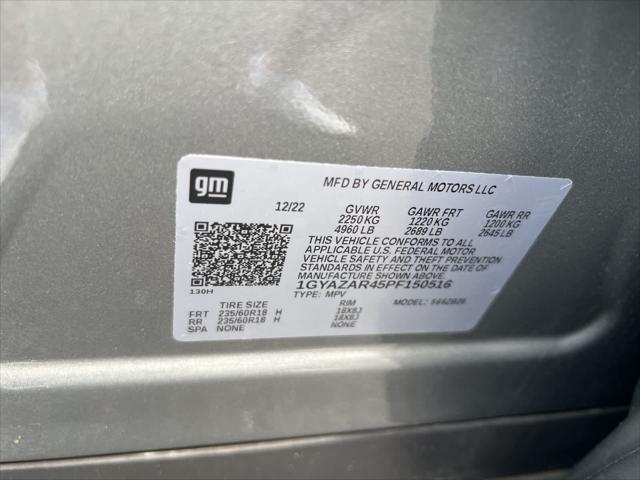 gm
MFD BY GENERAL MOTORS LLC
12/22 GVWR GAWR FRT GAWR RR
2250 KG 1220 KG 1200 KG
4960 LB 2689 LB 2645 LB
THIS VEHICLE CONFORMS TO ALL
APPLICABLE U.S. FEDERAL MOTOR
VEHICLE SAFETY AND THEFT PREVENTION
STANDARDS IN EFFECT ON THE DATE OF
MANUFACTURE SHOWN ABOVE.
1GYAZAR45PF150516
130H TYPE: MPV MODEL:
TIRE SIZE RIM
FRT 235/60R18 H 18X8J
RR 235/60R18 H 18X8J
SPA NONE NONE